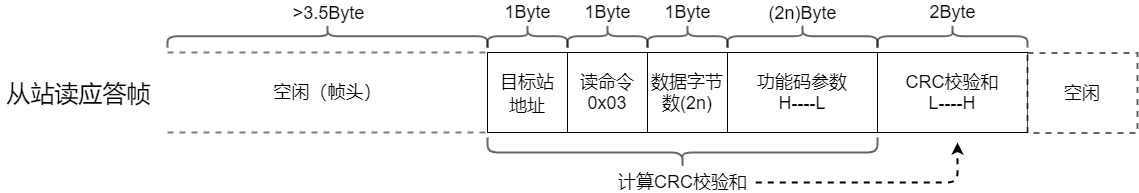 >3.5Byte
1Byte
1Byte
1Byte
(2n)Byte
2Byte
从站读应答帧
空闲（帧头）
目标站
地址
读命令
0x03
数据字节
数(2n)
功能码参数
H----L
CRC校验和
L----H
空闲
计算CRC校验和